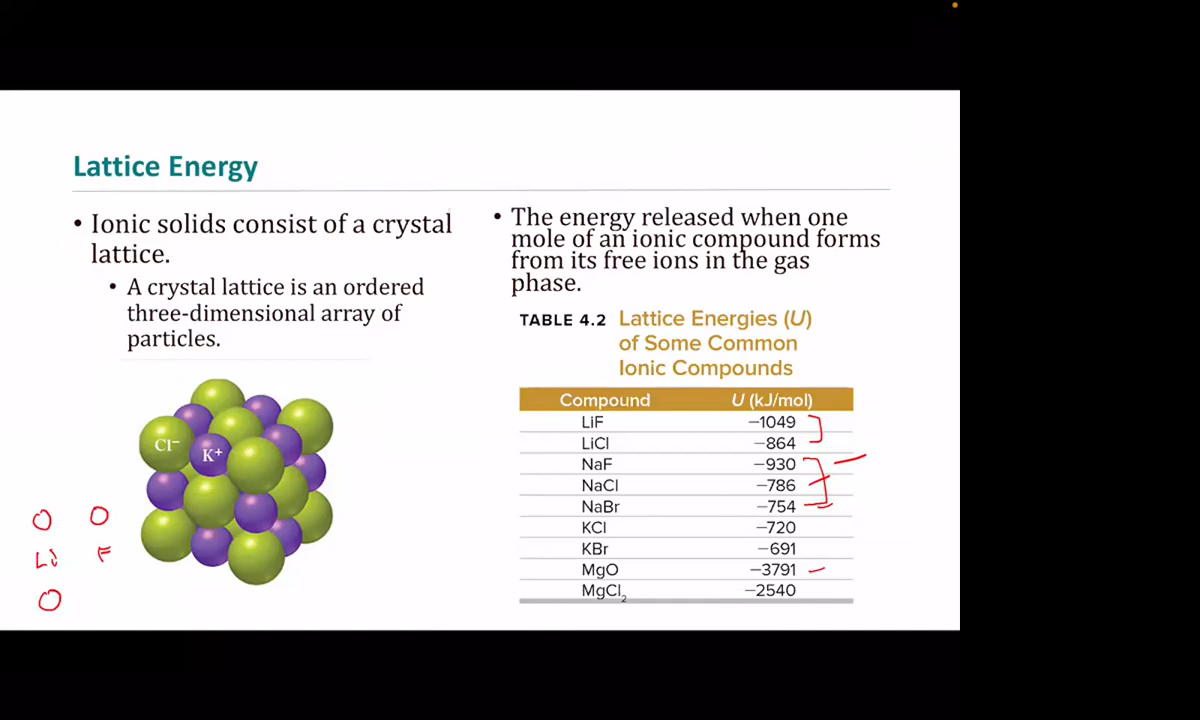 Lattice Energy
• Ionic solids consist of a crystal
lattice.
• A crystal lattice is an ordered
three-dimensional array of
particles.
Cl⁻
K⁺
O O
Li F
O
• The energy released when one
mole of an ionic compound forms
from its free ions in the gas
phase.
TABLE 4.2 Lattice Energies (U)
of Some Common
Ionic Compounds
Compound U (kJ/mol)
LiF −1049
LiCl −864
NaF −930
NaCl −786
NaBr −754
KCl −720
KBr −691
MgO −3791
MgCl₂ −2540